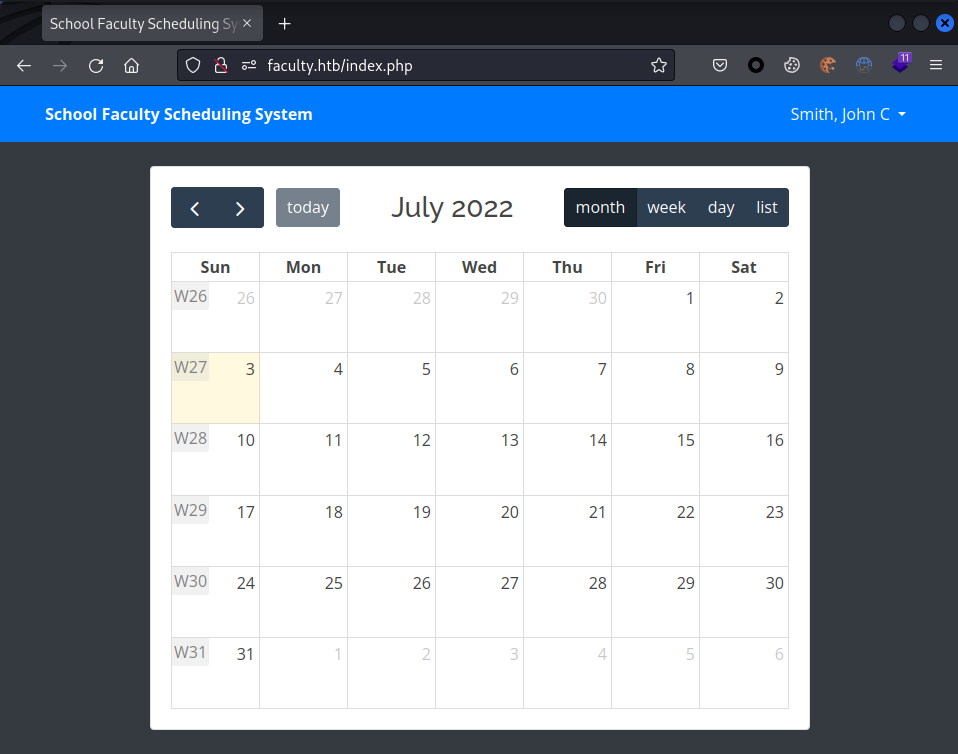 School Faculty Scheduling Sy
11
faculty.htb/index.php
School Faculty Scheduling System
Smith, John C
today
July 2022
month week day list
Sun Mon Tue Wed Thu Fri Sat
W26 26 27 28 29 30 1 2
W27 3 4 5 6 7 8 9
W28 10 11 12 13 14 15 16
W29 17 18 19 20 21 22 23
W30 24 25 26 27 28 29 30
W31 31 1 2 3 4 5 6